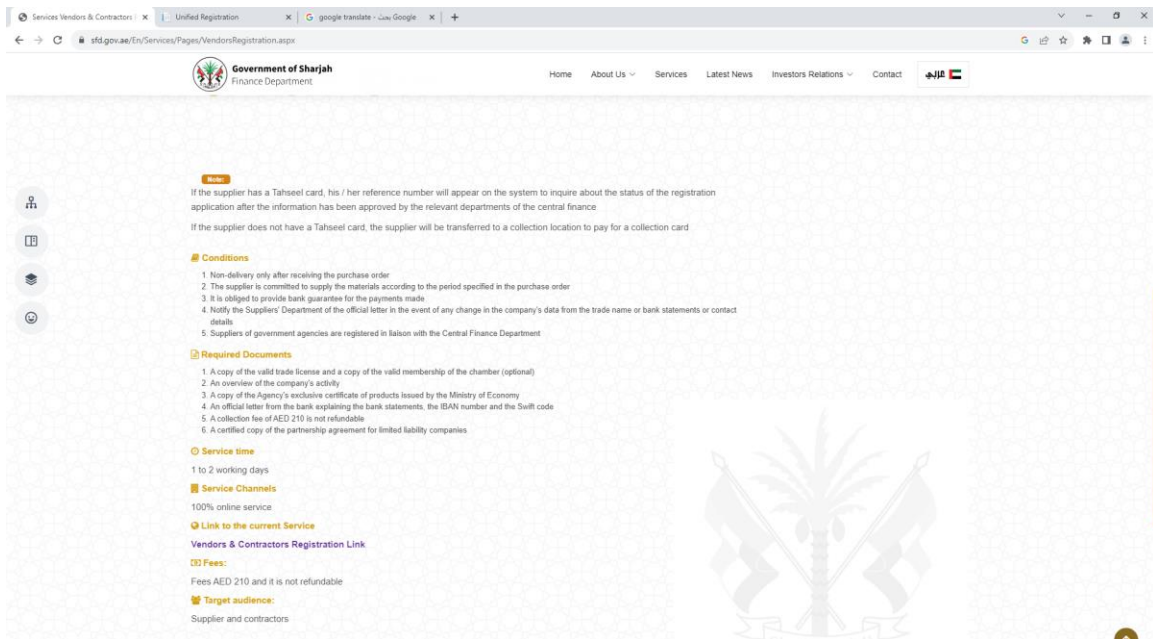 Services Vendors & Contractors
Unified Registration
google translate - بحث Google
sfd.gov.ae/En/Services/Pages/VendorsRegistration.aspx
Government of Sharjah
Finance Department
Home About Us Services Latest News Investors Relations Contact عربي
Note:
If the supplier has a Tahseel card, his / her reference number will appear on the system to inquire about the status of the registration
application after the information has been approved by the relevant departments of the central finance
If the supplier does not have a Tahseel card, the supplier will be transferred to a collection location to pay for a collection card
Conditions
1. Non-delivery only after receiving the purchase order
2. The supplier is committed to supply the materials according to the period specified in the purchase order
3. It is obliged to provide bank guarantee for the payments made
4. Notify the Suppliers' Department of the official letter in the event of any change in the company's data from the trade name or bank statements or contact
details
5. Suppliers of government agencies are registered in liaison with the Central Finance Department
Required Documents
1. A copy of the valid trade license and a copy of the valid membership of the chamber (optional)
2. An overview of the company's activity
3. A copy of the Agency's exclusive certificate of products issued by the Ministry of Economy
4. An official letter from the bank explaining the bank statements, the IBAN number and the Swift code
5. A collection fee of AED 210 is not refundable
6. A certified copy of the partnership agreement for limited liability companies
Service time
1 to 2 working days
Service Channels
100% online service
Link to the current Service
Vendors & Contractors Registration Link
Fees:
Fees AED 210 and it is not refundable
Target audience:
Supplier and contractors